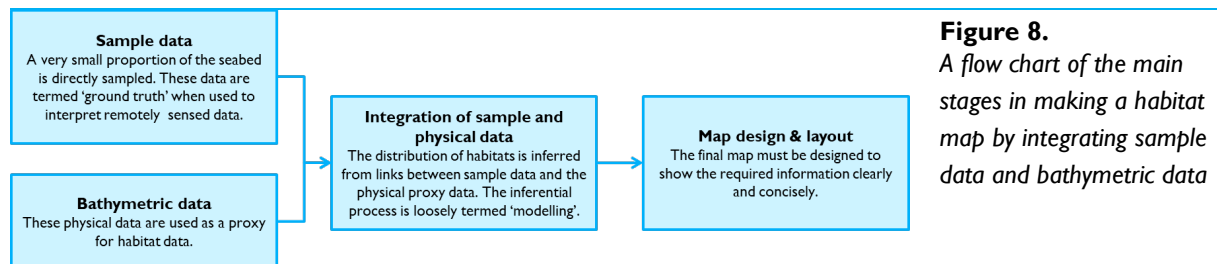 Sample data
A very small proportion of the seabed
is directly sampled. These data are
termed ‘ground truth’ when used to
interpret remotely sensed data.
Bathymetric data
These physical data are used as a proxy
for habitat data.
Integration of sample and
physical data
The distribution of habitats is inferred
from links between sample data and the
physical proxy data. The inferential
process is loosely termed ‘modelling’.
Map design & layout
The final map must be designed to
show the required information clearly
and concisely.
Figure 8.
A flow chart of the main
stages in making a habitat
map by integrating sample
data and bathymetric data